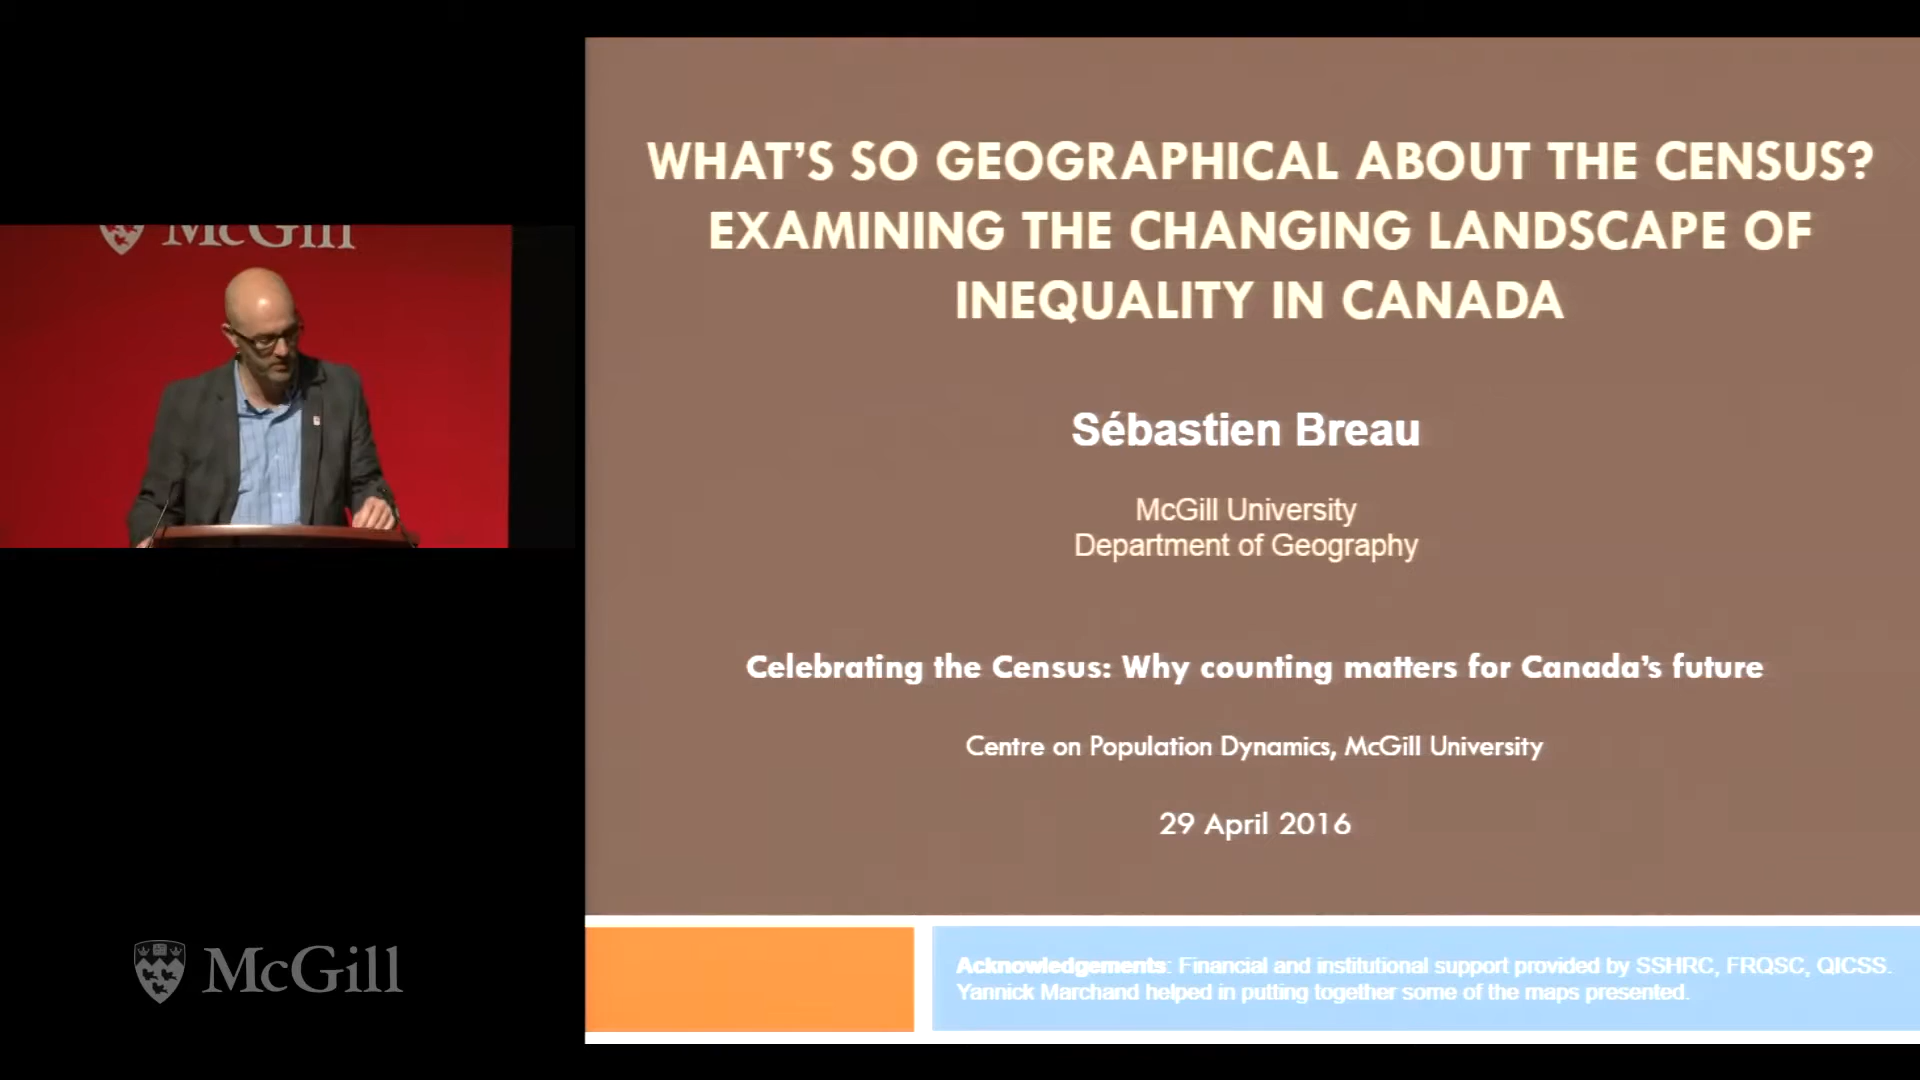 McGill
WHAT'S SO GEOGRAPHICAL ABOUT THE CENSUS?
EXAMINING THE CHANGING LANDSCAPE OF
INEQUALITY IN CANADA
Sébastien Breau
McGill University
Department of Geography
Celebrating the Census: Why counting matters for Canada's future
Centre on Population Dynamics, McGill University
29 April 2016
McGill
Acknowledgements: Financial and institutional support provided by SSHRC, FRQSC, QICSS.
Yannick Marchand helped in putting together some of the maps presented.